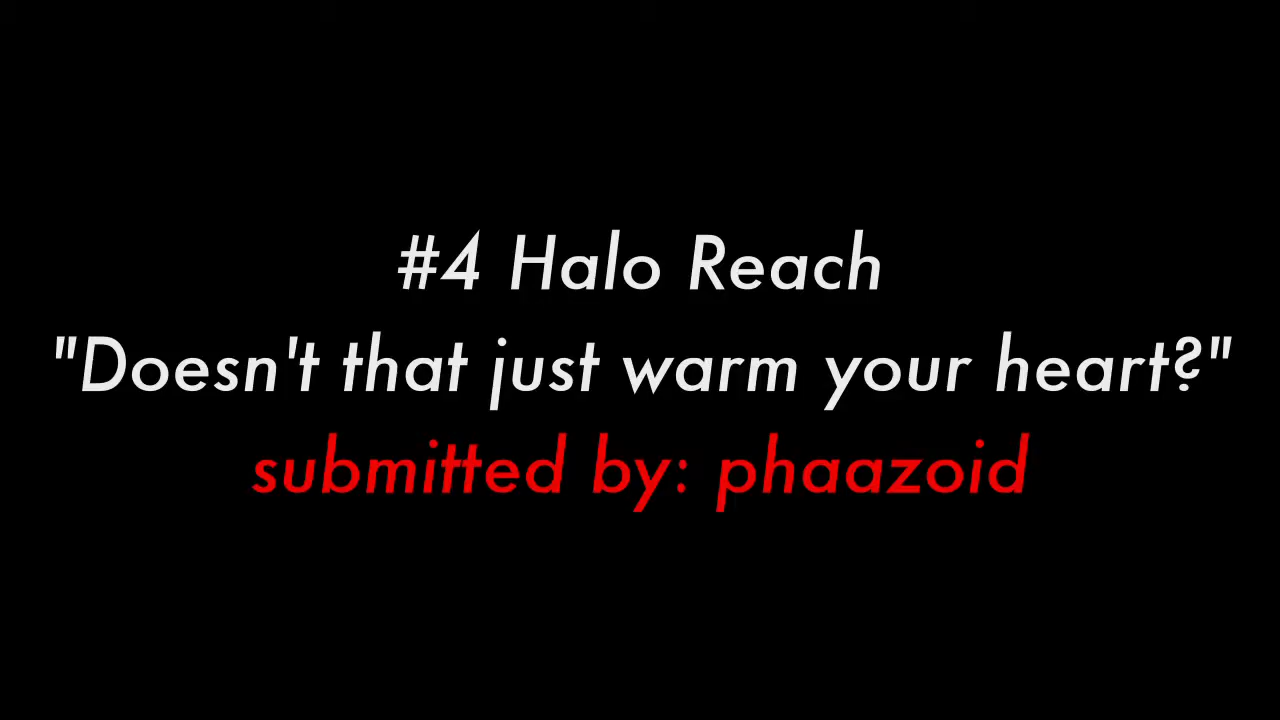 #4 Halo Reach
"Doesn't that just warm your heart?"
submitted by: phaazoid